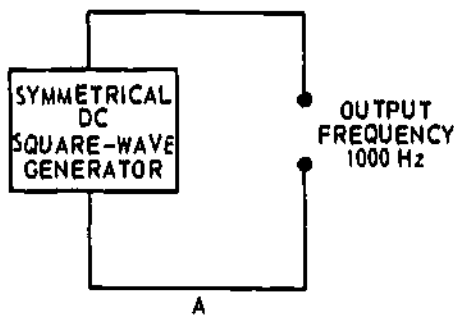 SYMMETRICAL
DC
SQUARE-WAVE
GENERATOR
OUTPUT
FREQUENCY
1000 Hz
A